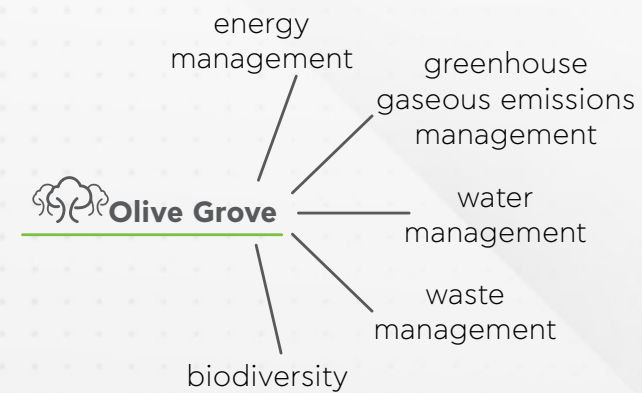 energy
management
greenhouse
gaseous emissions
management
Olive Grove
water
management
waste
management
biodiversity